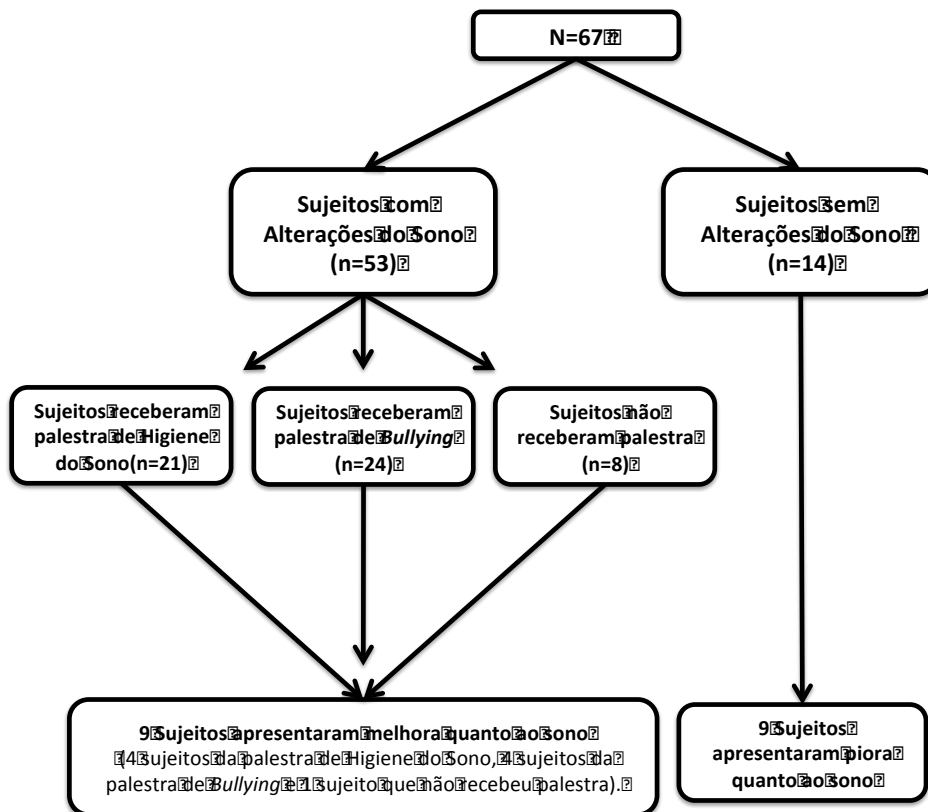 N=67
Sujeitos com
Alterações do Sono
(n=53)
Sujeitos sem
Alterações do Sono
(n=14)
Sujeitos receberam
palestra de Higiene
do Sono(n=21)
Sujeitos receberam
palestra de Bullying
(n=24)
Sujeitos não
receberam palestra
(n=8)
9 Sujeitos apresentaram melhora quanto ao sono
(4 sujeitos da palestra de Higiene do Sono, 4 sujeitos da
palestra de Bullying e 1 sujeito que não recebeu palestra).
9 Sujeitos
apresentaram piora
quanto ao sono